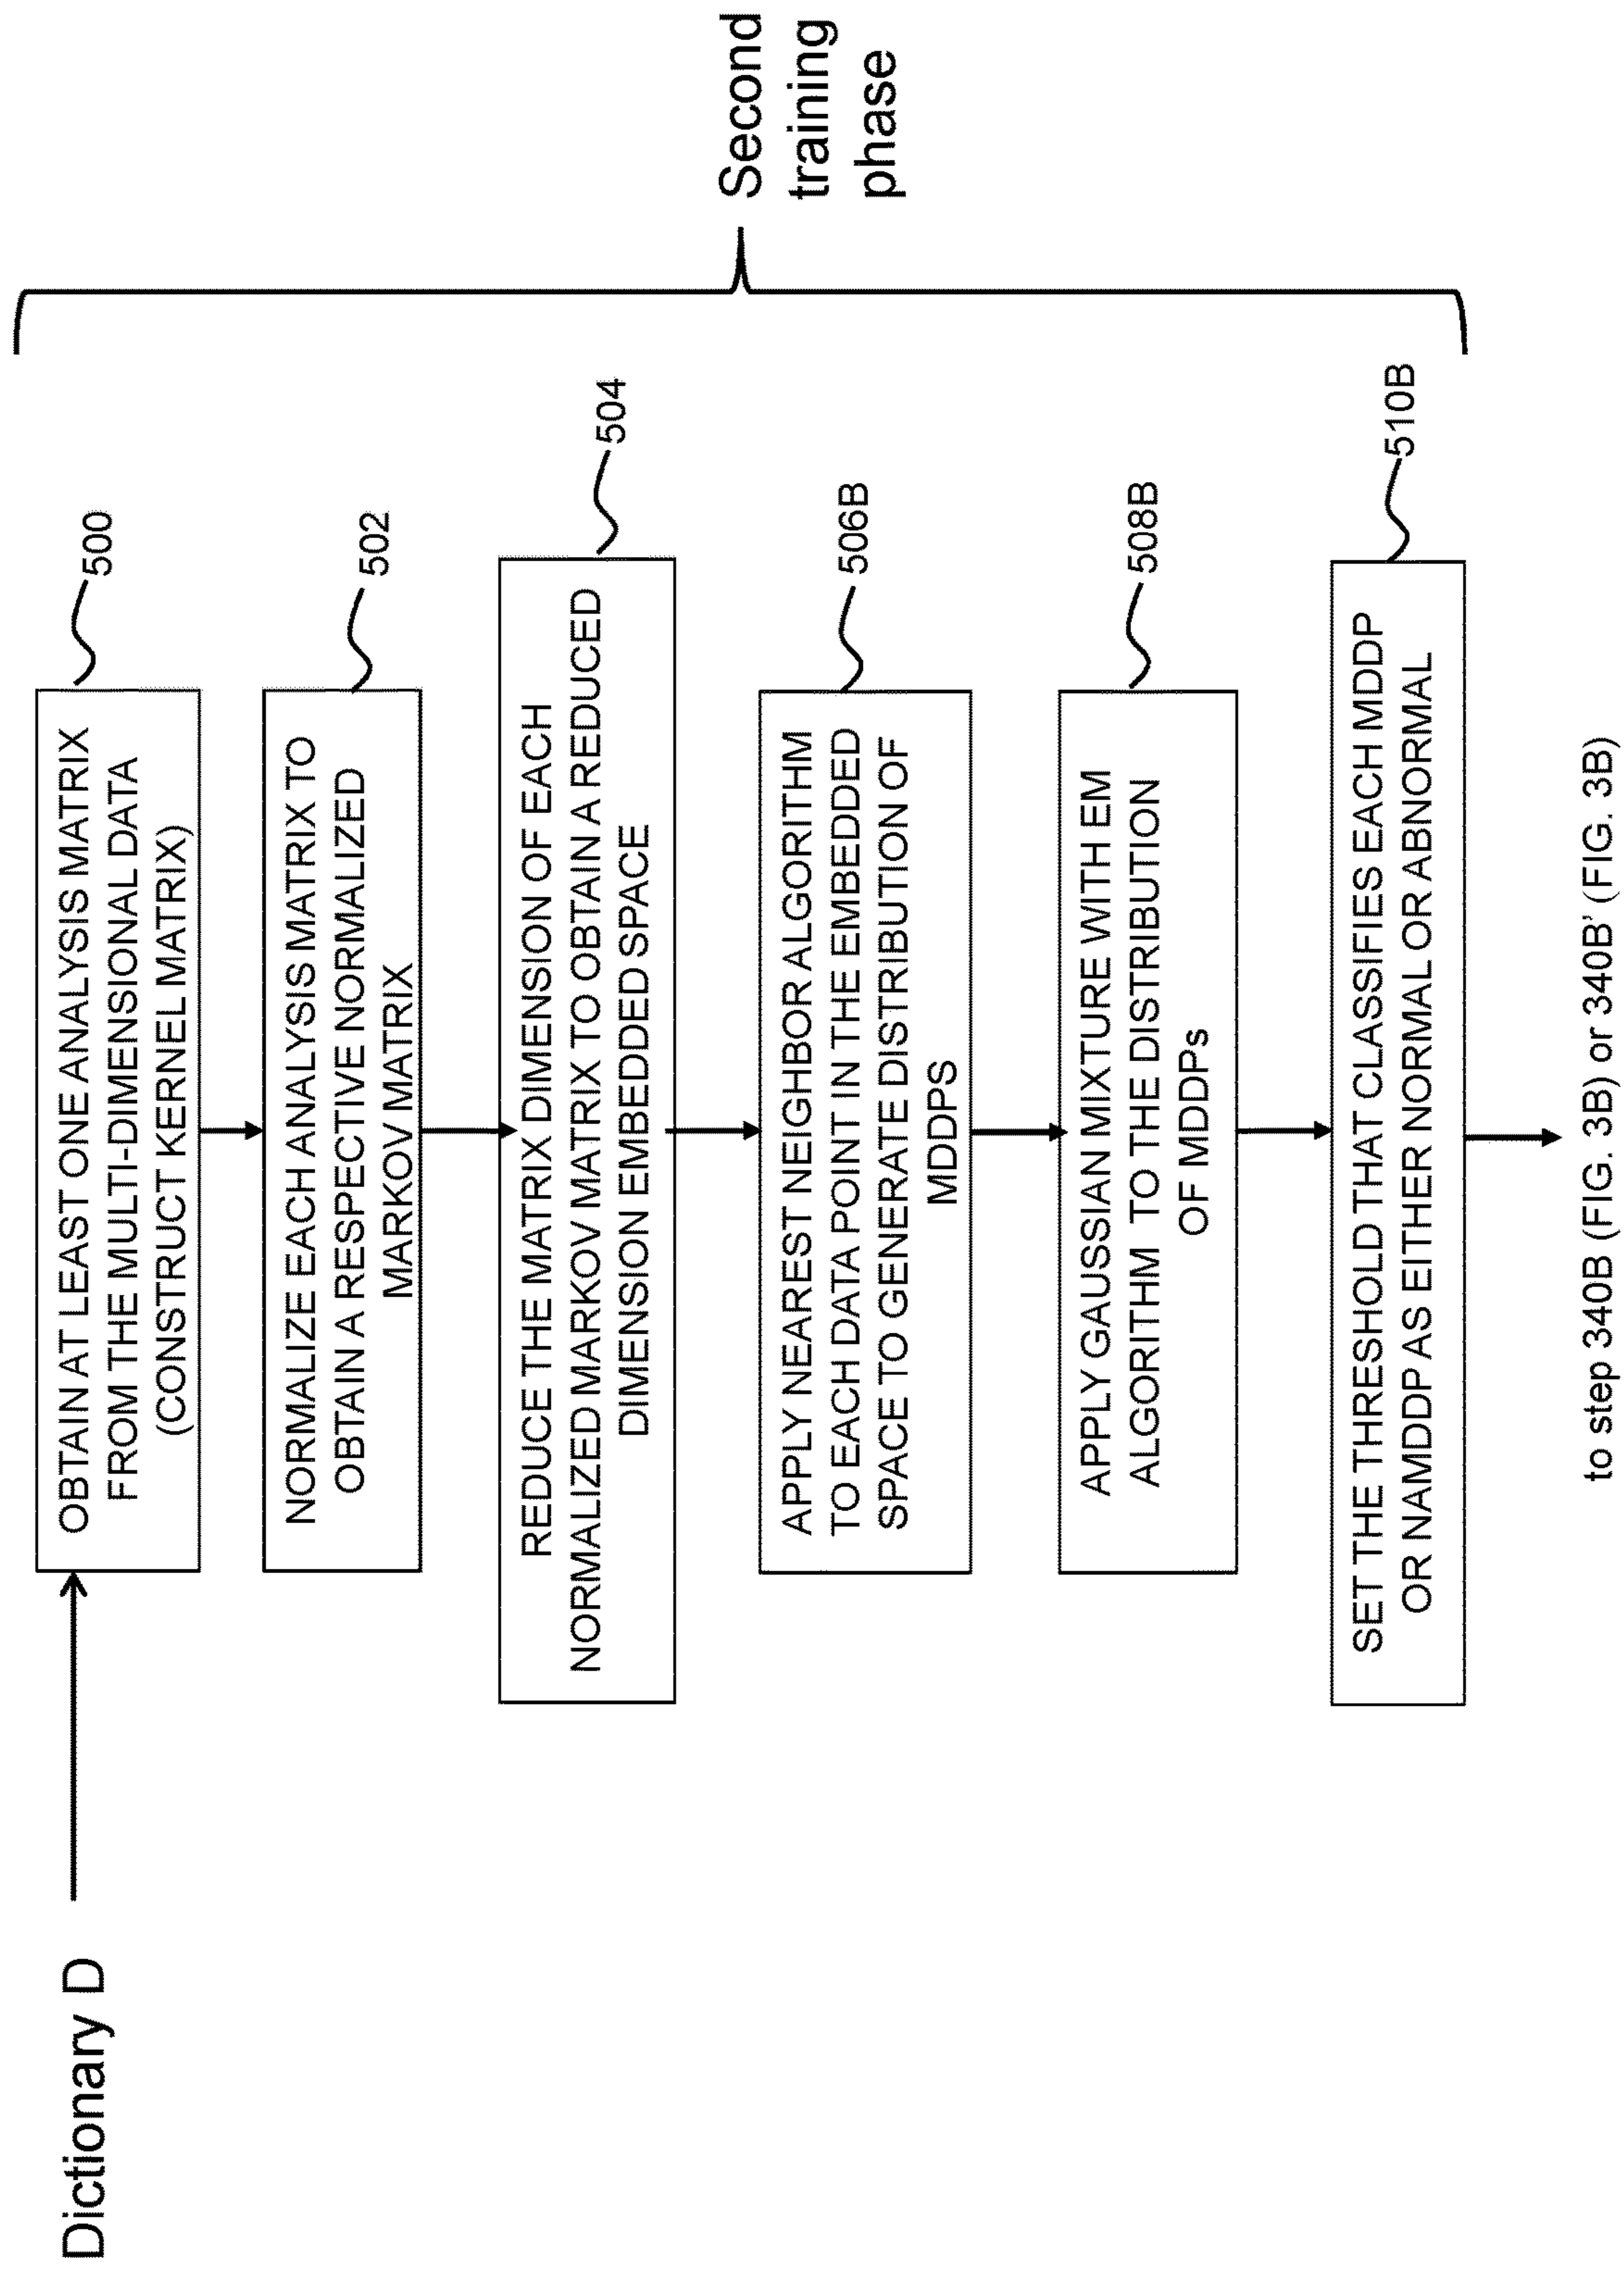 Dictionary D
OBTAIN AT LEAST ONE ANALYSIS MATRIX
FROM THE MULTI-DIMENSIONAL DATA
(CONSTRUCT KERNEL MATRIX)
500
NORMALIZE EACH ANALYSIS MATRIX TO
OBTAIN A RESPECTIVE NORMALIZED
MARKOV MATRIX
502
REDUCE THE MATRIX DIMENSION OF EACH
NORMALIZED MARKOV MATRIX TO OBTAIN A REDUCED
DIMENSION EMBEDDED SPACE
504
APPLY NEAREST NEIGHBOR ALGORITHM
TO EACH DATA POINT IN THE EMBEDDED
SPACE TO GENERATE DISTRIBUTION OF
MDDPS
506B
APPLY GAUSSIAN MIXTURE WITH EM
ALGORITHM TO THE DISTRIBUTION
OF MDDPs
508B
SET THE THRESHOLD THAT CLASSIFIES EACH MDDP
OR NAMDDP AS EITHER NORMAL OR ABNORMAL
510B
Second
training
phase
to step 340B (FIG. 3B) or 340B' (FIG. 3B)